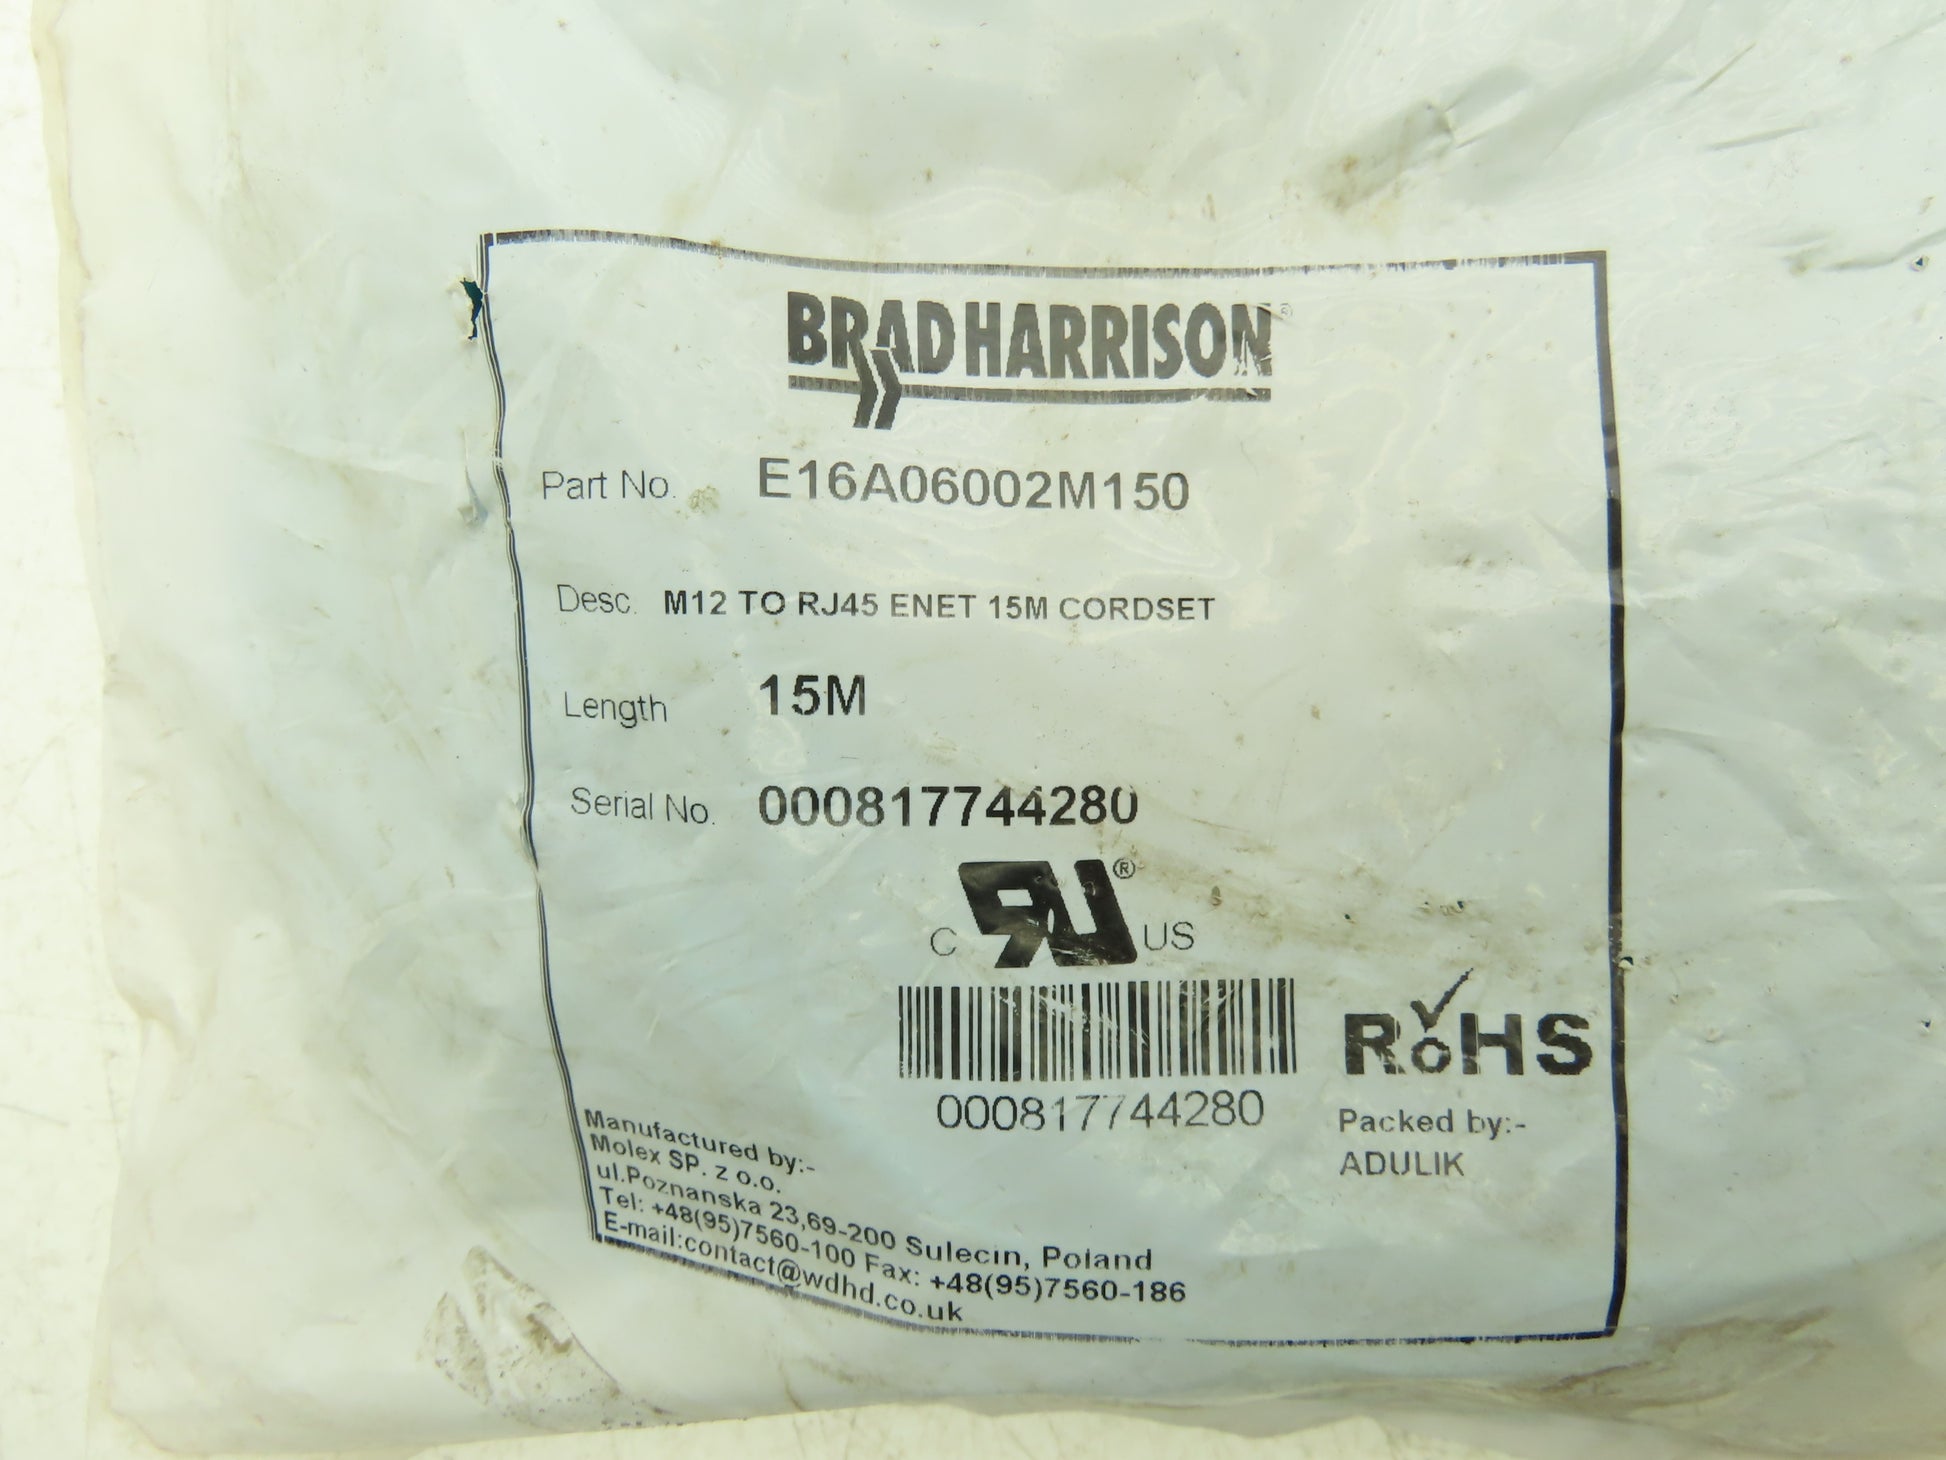 BRADHARRISON®
Part No. E16A06002M150
Desc. M12 TO RJ45 ENET 15M CORDSET
Length 15M
Serial No. 000817744280
C RU® US
000817744280
RoHS
Packed by:-
ADULIK
Manufactured by:-
Molex SP. z o.o.
ul.Poznanska 23,69-200 Sulecin, Poland
Tel: +48(95)7560-100 Fax: +48(95)7560-186
E-mail:contact@wdhd.co.uk